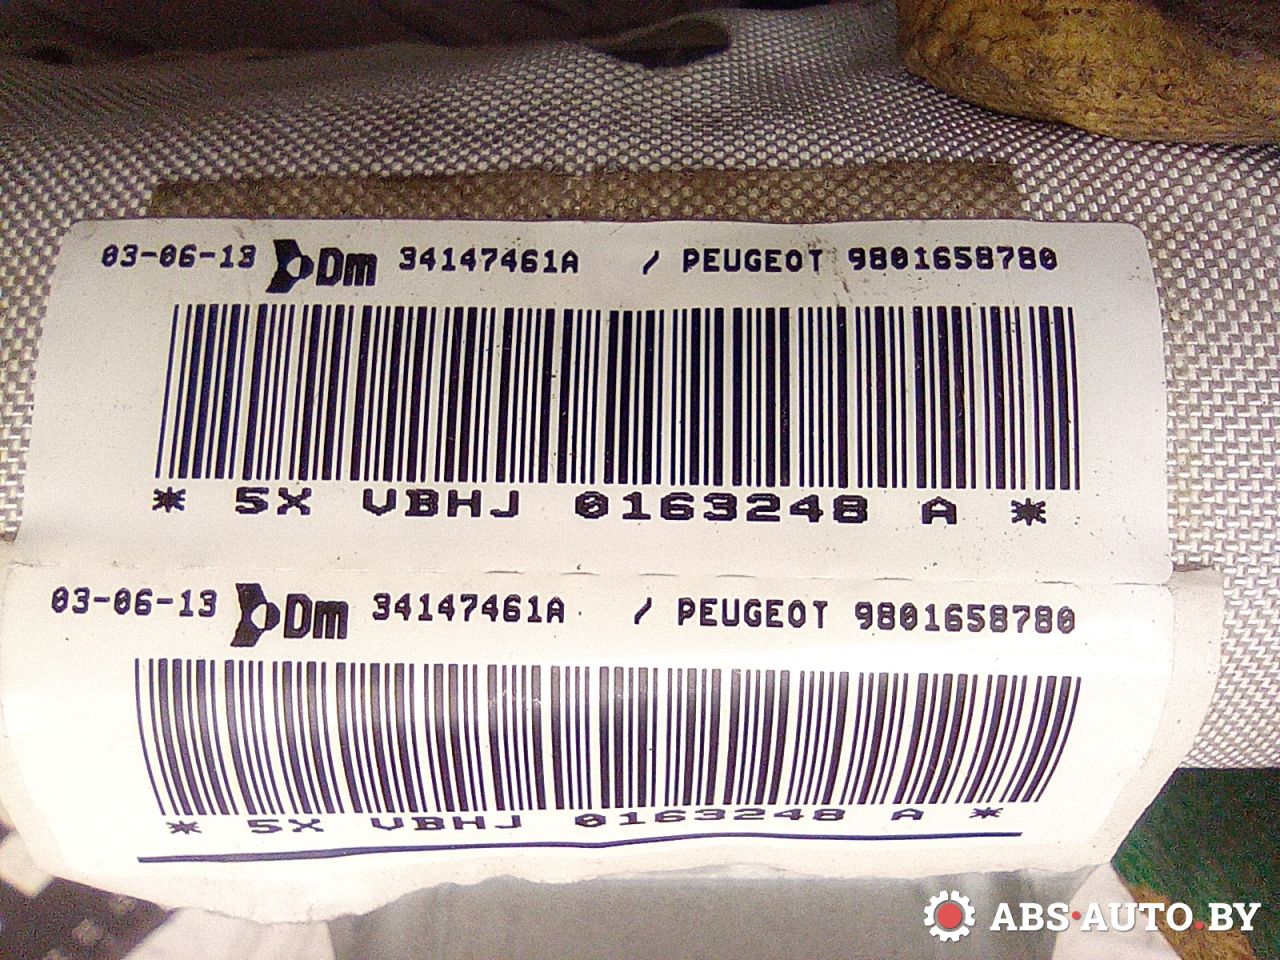 03-06-13 Dm 34147461A / PEUGEOT 9801658780
* 5X VBHJ 0163248 A *
03-06-13 Dm 34147461A / PEUGEOT 9801658780
* 5X VBHJ 0163248 A *
ABS·AUTO.BY